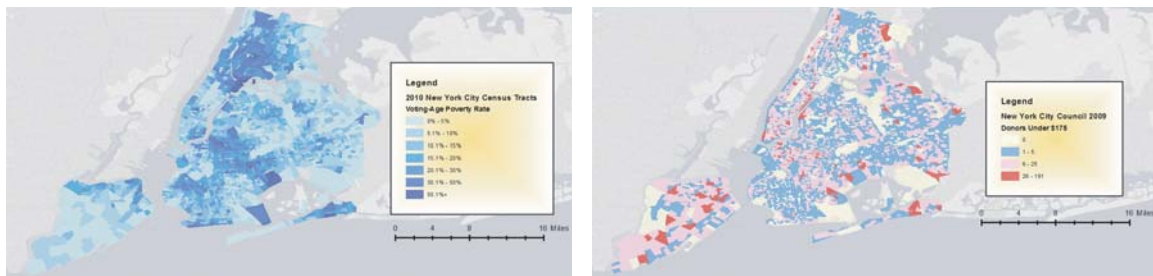 Legend
2010 New York City Census Tracts
Voting-Age Poverty Rate
0% - 5%
5.1% - 10%
10.1% - 15%
15.1% - 20%
20.1% - 30%
30.1% - 50%
50.1%+
0 4 8 16 Miles
Legend
New York City Council 2009
Donors Under $175
0
1 - 5
6 - 25
26 - 191
0 4 8 16 Miles